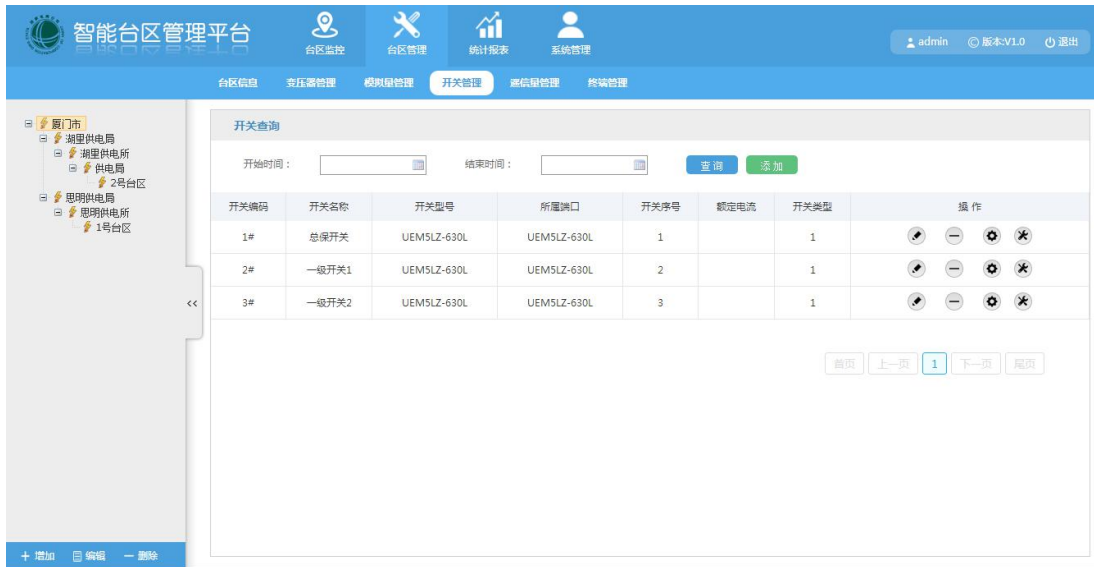 智能台区管理平台
台区监控 台区管理 统计报表 系统管理
admin ©版本:V1.0 退出
台区信息 变压器管理 模拟量管理 开关管理 遥信量管理 终端管理
厦门市
湖里供电局
湖里供电所
供电局
2号台区
思明供电局
思明供电所
1号台区
<<
开关查询
开始时间： 结束时间： 查询 添加
开关编码 开关名称 开关型号 所属端口 开关序号 额定电流 开关类型 操作
1# 总保开关 UEM5LZ-630L UEM5LZ-630L 1 1
2# 一级开关1 UEM5LZ-630L UEM5LZ-630L 2 1
3# 一级开关2 UEM5LZ-630L UEM5LZ-630L 3 1
首页 上一页 1 下一页 尾页
增加 编辑 删除